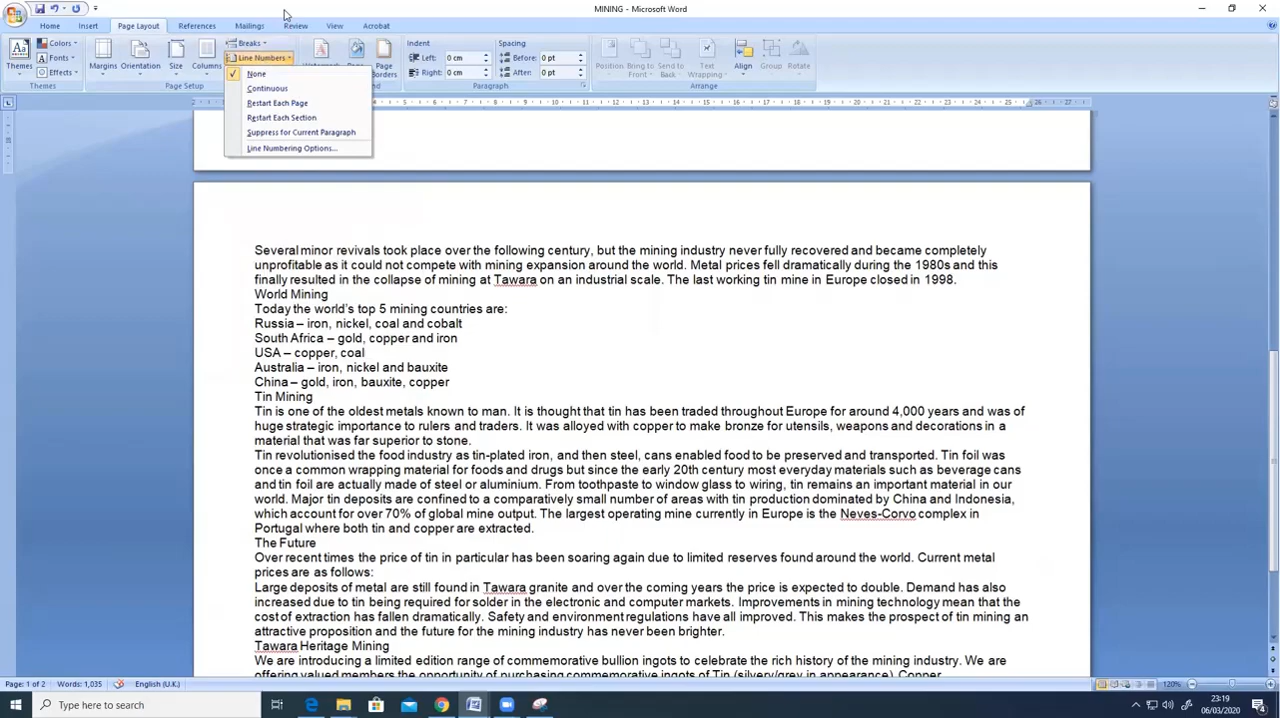 MINING - Microsoft Word
Home Insert Page Layout References Mailings Review View Acrobat
Themes
Colors
Fonts
Effects
Themes
Margins
Orientation
Size
Columns
Breaks
Line Numbers
Page Setup
None
Continuous
Restart Each Page
Restart Each Section
Suppress for Current Paragraph
Line Numbering Options...
Page
Borders
Indent
Left: 0 cm
Right: 0 cm
Spacing
Before: 0 pt
After: 0 pt
Paragraph
Position
Bring to
Front
Send to
Back
Text
Wrapping
Align
Group
Rotate
Arrange
Several minor revivals took place over the following century, but the mining industry never fully recovered and became completely
unprofitable as it could not compete with mining expansion around the world. Metal prices fell dramatically during the 1980s and this
finally resulted in the collapse of mining at Tawara on an industrial scale. The last working tin mine in Europe closed in 1998.
World Mining
Today the world's top 5 mining countries are:
Russia – iron, nickel, coal and cobalt
South Africa – gold, copper and iron
USA – copper, coal
Australia – iron, nickel and bauxite
China – gold, iron, bauxite, copper
Tin Mining
Tin is one of the oldest metals known to man. It is thought that tin has been traded throughout Europe for around 4,000 years and was of
huge strategic importance to rulers and traders. It was alloyed with copper to make bronze for utensils, weapons and decorations in a
material that was far superior to stone.
Tin revolutionised the food industry as tin-plated iron, and then steel, cans enabled food to be preserved and transported. Tin foil was
once a common wrapping material for foods and drugs but since the early 20th century most everyday materials such as beverage cans
and tin foil are actually made of steel or aluminium. From toothpaste to window glass to wiring, tin remains an important material in our
world. Major tin deposits are confined to a comparatively small number of areas with tin production dominated by China and Indonesia,
which account for over 70% of global mine output. The largest operating mine currently in Europe is the Neves-Corvo complex in
Portugal where both tin and copper are extracted.
The Future
Over recent times the price of tin in particular has been soaring again due to limited reserves found around the world. Current metal
prices are as follows:
Large deposits of metal are still found in Tawara granite and over the coming years the price is expected to double. Demand has also
increased due to tin being required for solder in the electronic and computer markets. Improvements in mining technology mean that the
cost of extraction has fallen dramatically. Safety and environment regulations have all improved. This makes the prospect of tin mining an
attractive proposition and the future for the mining industry has never been brighter.
Tawara Heritage Mining
We are introducing a limited edition range of commemorative bullion ingots to celebrate the rich history of the mining industry. We are
offering valued members the opportunity of purchasing commemorative ingots of Tin (silvery/grey in appearance), Copper
Page: 1 of 2 Words: 1,035 English (U.K.) 120%
Type here to search
23:19
06/03/2020